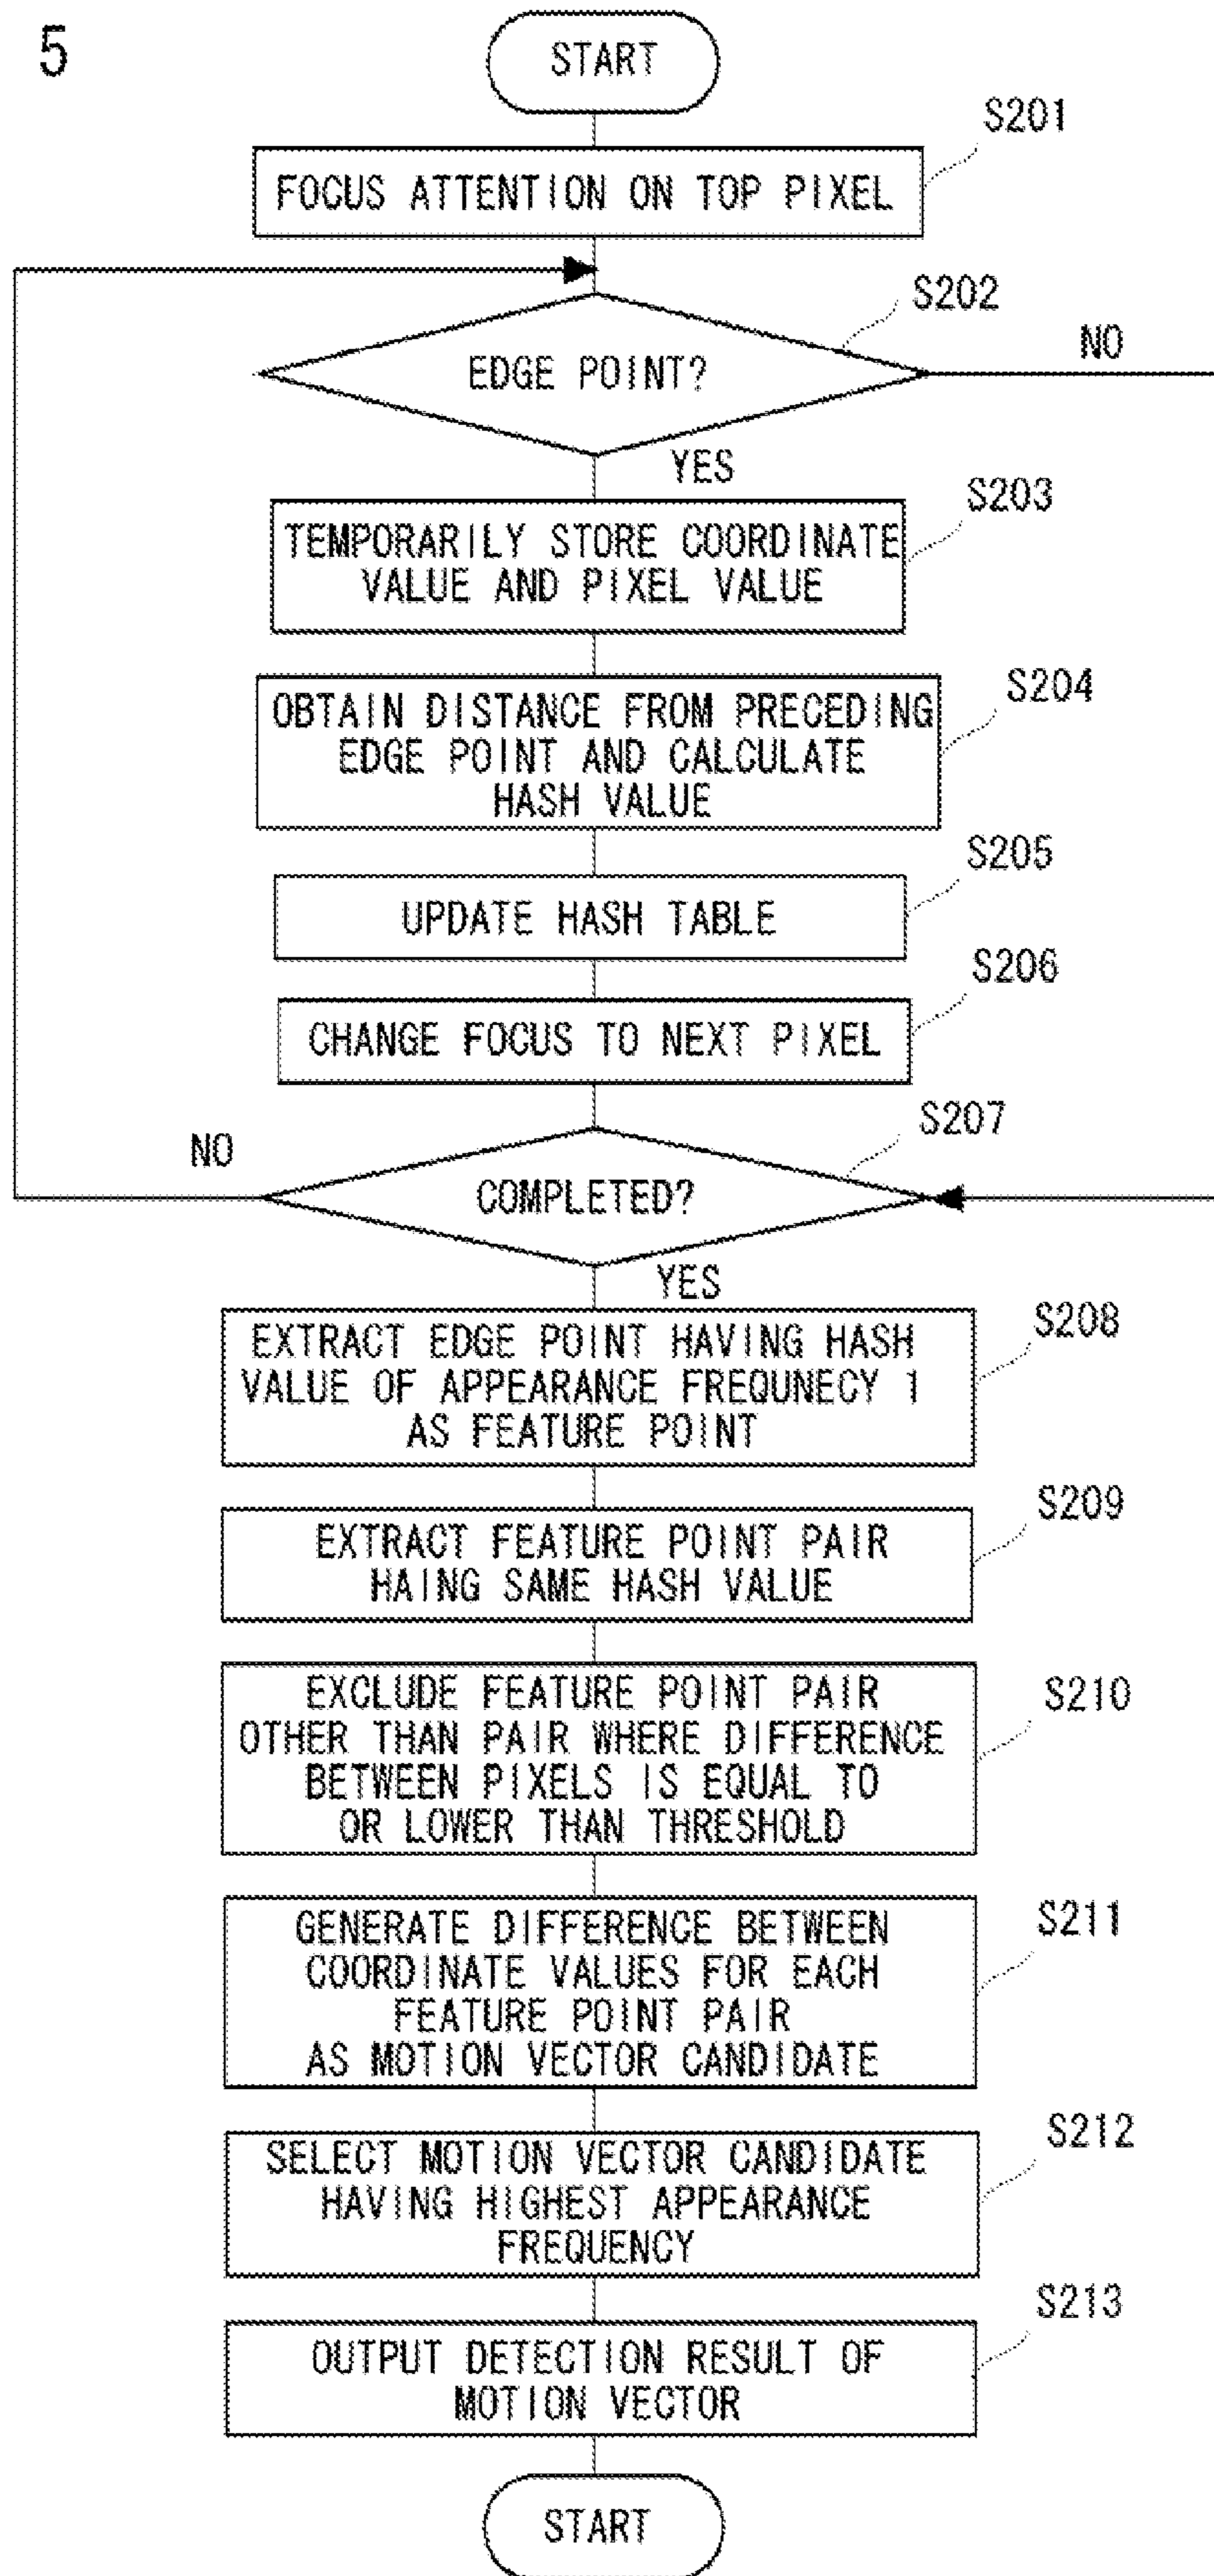 5
START
S201
FOCUS ATTENTION ON TOP PIXEL
S202
NO
EDGE POINT?
YES
S203
TEMPORARILY STORE COORDINATE
VALUE AND PIXEL VALUE
S204
OBTAIN DISTANCE FROM PRECEDING
EDGE POINT AND CALCULATE
HASH VALUE
S205
UPDATE HASH TABLE
S206
CHANGE FOCUS TO NEXT PIXEL
S207
NO
COMPLETED?
YES
S208
EXTRACT EDGE POINT HAVING HASH
VALUE OF APPEARANCE FREQUNECY 1
AS FEATURE POINT
S209
EXTRACT FEATURE POINT PAIR
HAING SAME HASH VALUE
S210
EXCLUDE FEATURE POINT PAIR
OTHER THAN PAIR WHERE DIFFERENCE
BETWEEN PIXELS IS EQUAL TO
OR LOWER THAN THRESHOLD
S211
GENERATE DIFFERENCE BETWEEN
COORDINATE VALUES FOR EACH
FEATURE POINT PAIR
AS MOTION VECTOR CANDIDATE
S212
SELECT MOTION VECTOR CANDIDATE
HAVING HIGHEST APPEARANCE
FREQUENCY
S213
OUTPUT DETECTION RESULT OF
MOTION VECTOR
START